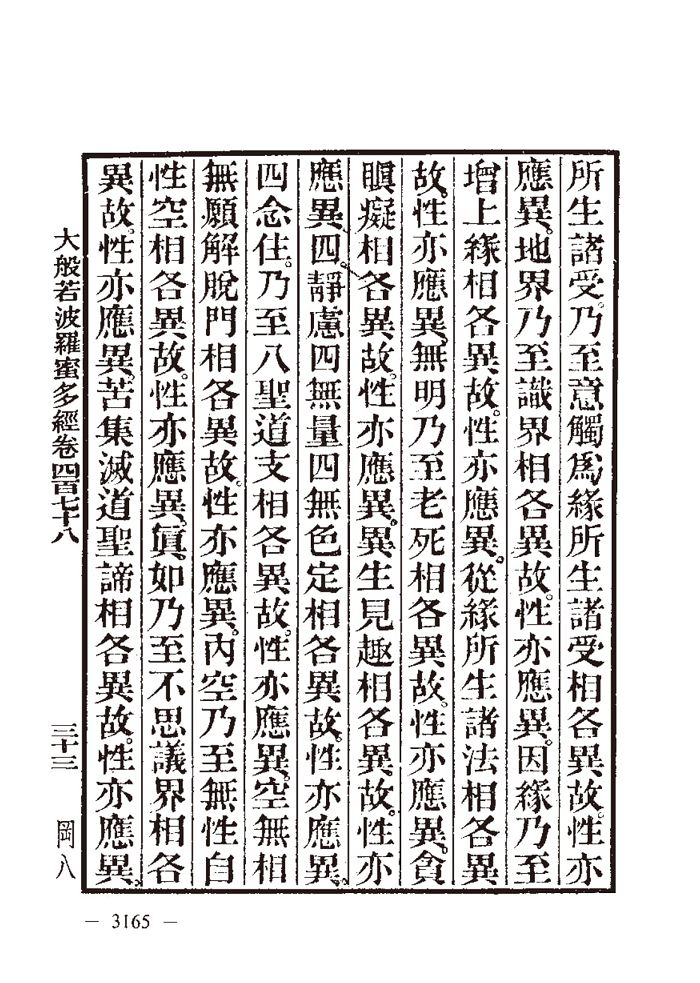 所生諸受。乃至意觸爲緣所生諸受相各異故。性亦
應異。地界乃至識界相各異故。性亦應異。因緣乃至
增上緣相各異故。性亦應異。從緣所生諸法相各異
故。性亦應異。無明乃至老死相各異故。性亦應異。貪
瞋癡相各異故。性亦應異。異生見趣相各異故。性亦
應異。四靜慮四無量四無色定相各異故。性亦應異。
四念住。乃至八聖道支相各異故。性亦應異。空無相
無願解脫門相各異故。性亦應異。內空乃至無性自
性空相各異故。性亦應異。眞如乃至不思議界相各
異故。性亦應異苦集滅道聖諦相各異故。性亦應異。
大般若波羅蜜多經卷四百七十八
三十三
岡八
— 3165 —